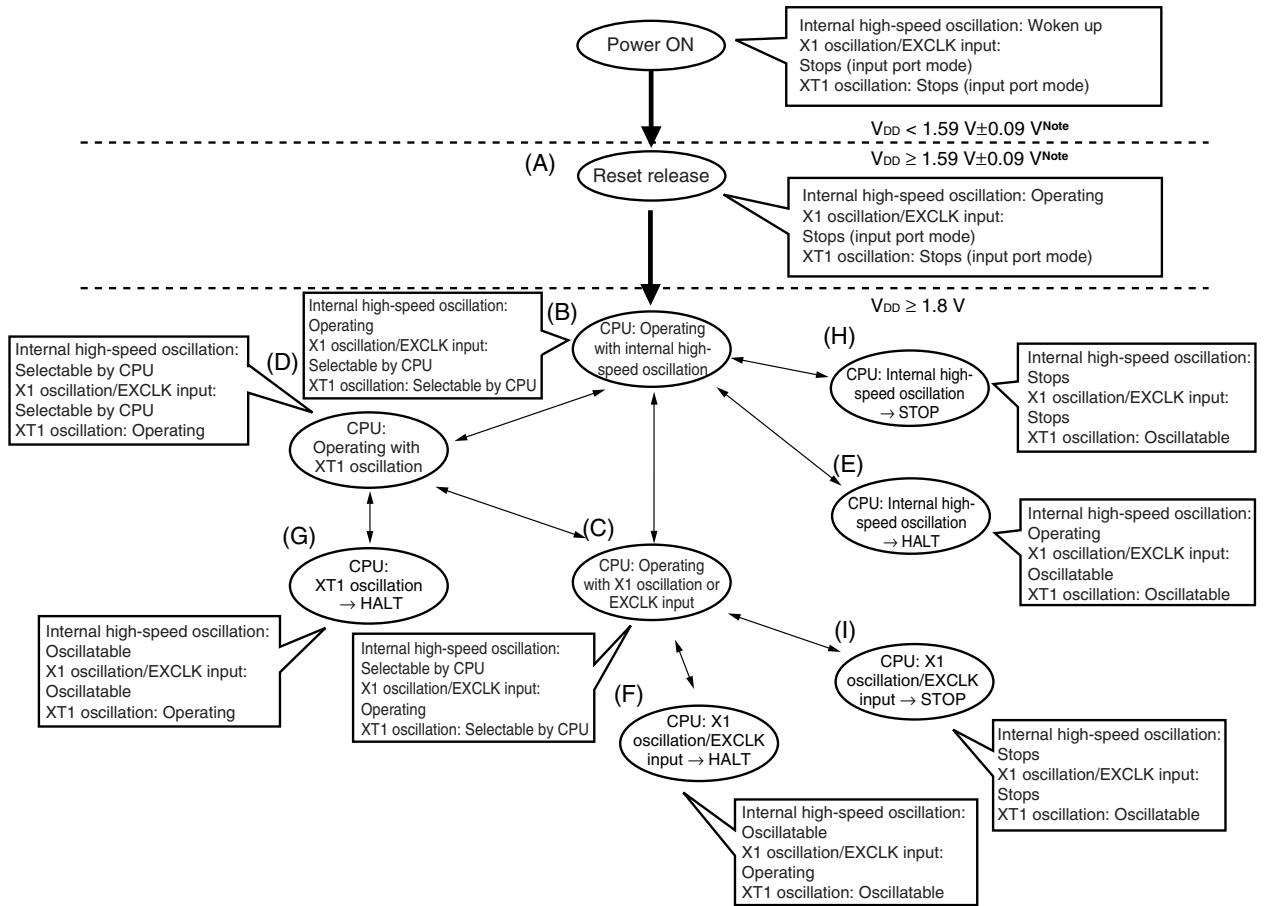 Power ON
Internal high-speed oscillation: Woken up
X1 oscillation/EXCLK input:
Stops (input port mode)
XT1 oscillation: Stops (input port mode)
VDD < 1.59 V±0.09 VNote
(A)
VDD ≥ 1.59 V±0.09 VNote
Reset release
Internal high-speed oscillation: Operating
X1 oscillation/EXCLK input:
Stops (input port mode)
XT1 oscillation: Stops (input port mode)
VDD ≥ 1.8 V
Internal high-speed oscillation:
Operating
X1 oscillation/EXCLK input:
Selectable by CPU
XT1 oscillation: Selectable by CPU
(B)
CPU: Operating
with internal high-
speed oscillation
(D)
Internal high-speed oscillation:
Selectable by CPU
X1 oscillation/EXCLK input:
Selectable by CPU
XT1 oscillation: Operating
CPU:
Operating with
XT1 oscillation
(H)
CPU: Internal high-
speed oscillation
→ STOP
Internal high-speed oscillation:
Stops
X1 oscillation/EXCLK input:
Stops
XT1 oscillation: Oscillatable
(E)
CPU: Internal high-
speed oscillation
→ HALT
Internal high-speed oscillation:
Operating
X1 oscillation/EXCLK input:
Oscillatable
XT1 oscillation: Oscillatable
(G)
CPU:
XT1 oscillation
→ HALT
Internal high-speed oscillation:
Oscillatable
X1 oscillation/EXCLK input:
Oscillatable
XT1 oscillation: Operating
(C)
CPU: Operating
with X1 oscillation or
EXCLK input
Internal high-speed oscillation:
Selectable by CPU
X1 oscillation/EXCLK input:
Operating
XT1 oscillation: Selectable by CPU
(I)
CPU: X1
oscillation/EXCLK
input → STOP
Internal high-speed oscillation:
Stops
X1 oscillation/EXCLK input:
Stops
XT1 oscillation: Oscillatable
(F)
CPU: X1
oscillation/EXCLK
input → HALT
Internal high-speed oscillation:
Oscillatable
X1 oscillation/EXCLK input:
Operating
XT1 oscillation: Oscillatable